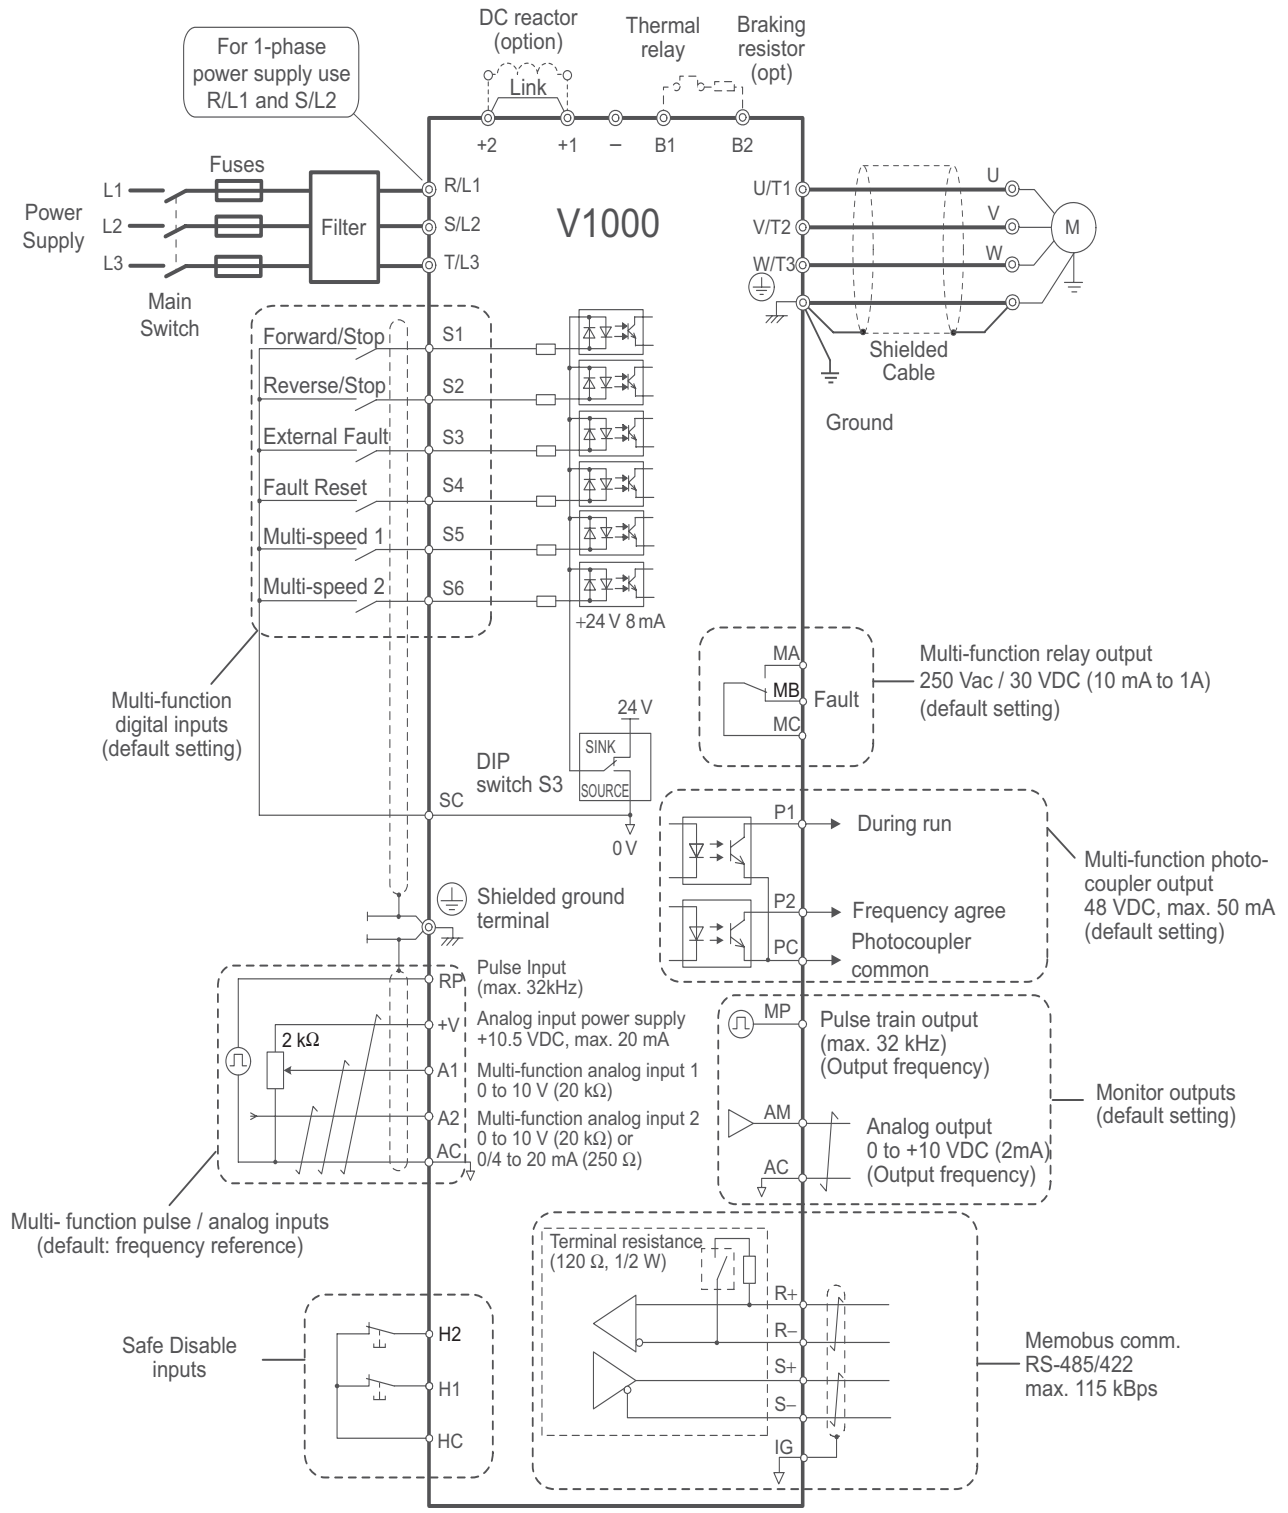 DC reactor
(option)
Thermal
relay
Braking
resistor
(opt)
For 1-phase
power supply use
R/L1 and S/L2
Link
+2
+1
–
B1
B2
Fuses
Power
Supply
L1
L2
L3
Main
Switch
Filter
R/L1
S/L2
T/L3
V1000
U/T1
V/T2
W/T3
U
V
W
M
Shielded
Cable
Ground
Forward/Stop
S1
Reverse/Stop
S2
External Fault
S3
Fault Reset
S4
Multi-speed 1
S5
Multi-speed 2
S6
+24 V 8 mA
Multi-function
digital inputs
(default setting)
24 V
SINK
SOURCE
DIP
switch S3
SC
0 V
MA
MB
MC
Fault
Multi-function relay output
250 Vac / 30 VDC (10 mA to 1A)
(default setting)
P1
During run
P2
Frequency agree
PC
Photocoupler
common
Multi-function photo-
coupler output
48 VDC, max. 50 mA
(default setting)
Shielded ground
terminal
RP
Pulse Input
(max. 32kHz)
+V
Analog input power supply
+10.5 VDC, max. 20 mA
2 kΩ
A1
Multi-function analog input 1
0 to 10 V (20 kΩ)
A2
Multi-function analog input 2
0 to 10 V (20 kΩ) or
0/4 to 20 mA (250 Ω)
AC
Multi- function pulse / analog inputs
(default: frequency reference)
MP
Pulse train output
(max. 32 kHz)
(Output frequency)
AM
Analog output
0 to +10 VDC (2mA)
(Output frequency)
AC
Monitor outputs
(default setting)
Terminal resistance
(120 Ω, 1/2 W)
R+
R–
S+
S–
IG
Memobus comm.
RS-485/422
max. 115 kBps
Safe Disable
inputs
H2
H1
HC